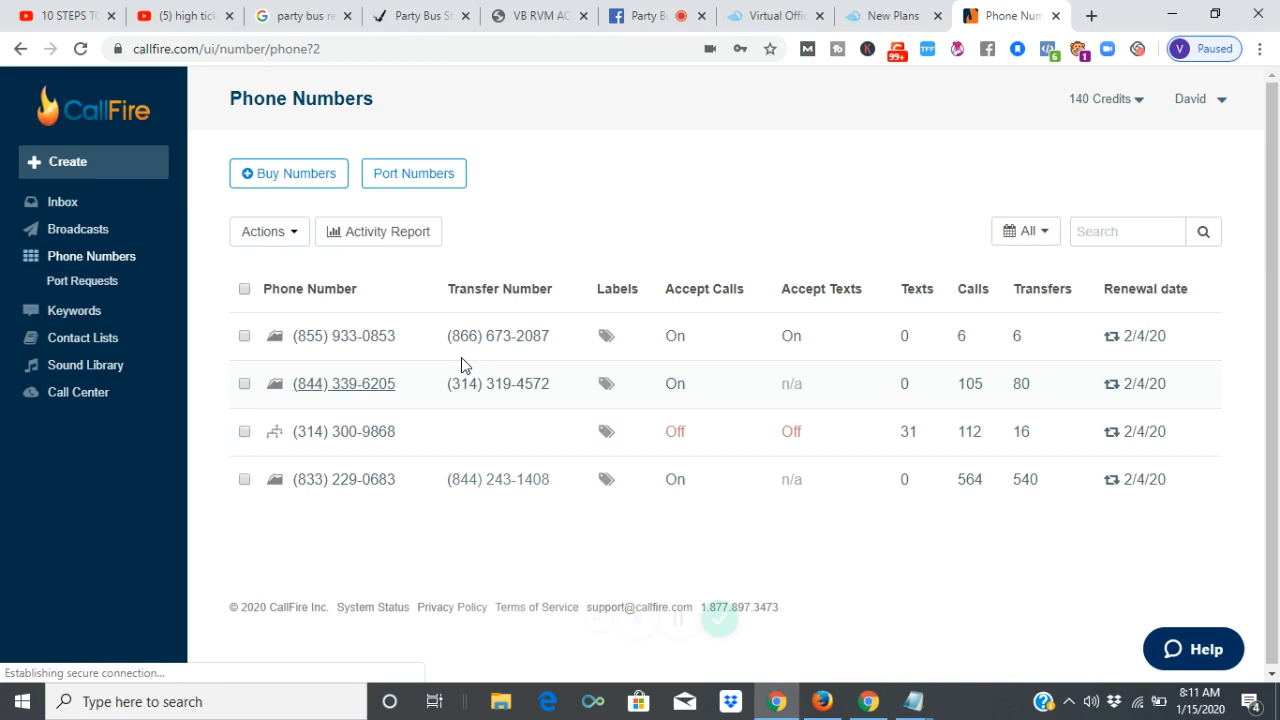 10 STEPS TO
(5) high tick
party bus re
Party Bus St
VB RVM AC
Party B
Virtual Offic
New Plans
Phone Num
callfire.com/ui/number/phone?2
99+
TFF
6
1
V Paused
CallFire
Create
Inbox
Broadcasts
Phone Numbers
Port Requests
Keywords
Contact Lists
Sound Library
Call Center
Phone Numbers
140 Credits
David
Buy Numbers
Port Numbers
Actions
Activity Report
All
Search
Phone Number Transfer Number Labels Accept Calls Accept Texts Texts Calls Transfers Renewal date
(855) 933-0853 (866) 673-2087 On On 0 6 6 2/4/20
(844) 339-6205 (314) 319-4572 On n/a 0 105 80 2/4/20
(314) 300-9868 Off Off 31 112 16 2/4/20
(833) 229-0683 (844) 243-1408 On n/a 0 564 540 2/4/20
© 2020 CallFire Inc. System Status Privacy Policy Terms of Service support@callfire.com 1.877.897.3473
Help
Establishing secure connection...
Type here to search
8:11 AM
1/15/2020
4